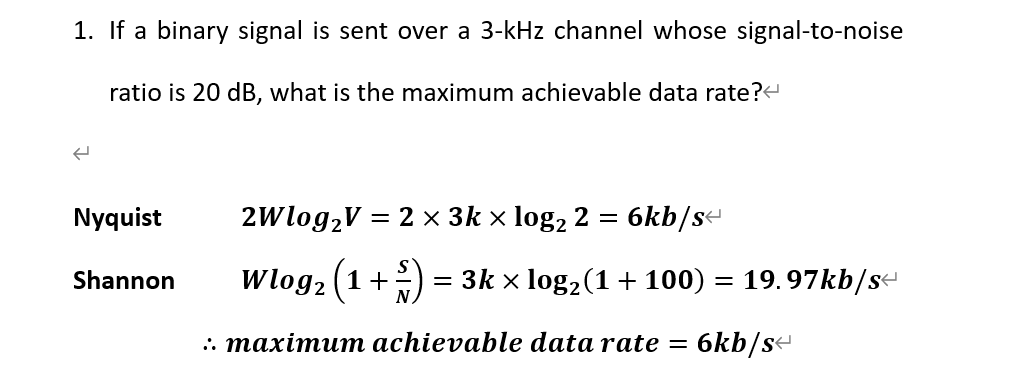 1. If a binary signal is sent over a 3-kHz channel whose signal-to-noise
ratio is 20 dB, what is the maximum achievable data rate?↵
↵
Nyquist 2Wlog₂V = 2 × 3k × log₂ 2 = 6kb/s↵
Shannon Wlog₂(1 + S/N) = 3k × log₂(1 + 100) = 19.97kb/s↵
∴ maximum achievable data rate = 6kb/s↵